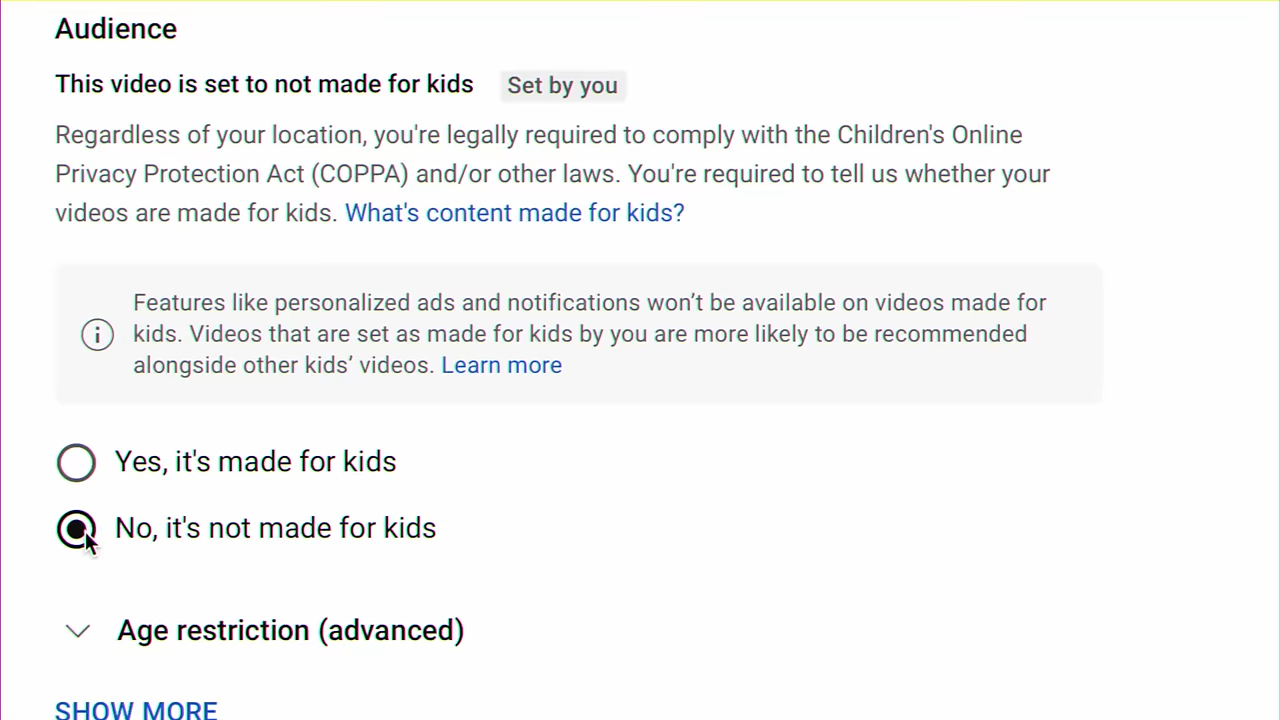 Audience
This video is set to not made for kids Set by you
Regardless of your location, you're legally required to comply with the Children's Online
Privacy Protection Act (COPPA) and/or other laws. You're required to tell us whether your
videos are made for kids. What's content made for kids?
Features like personalized ads and notifications won’t be available on videos made for
kids. Videos that are set as made for kids by you are more likely to be recommended
alongside other kids’ videos. Learn more
Yes, it's made for kids
No, it's not made for kids
Age restriction (advanced)
SHOW MORE